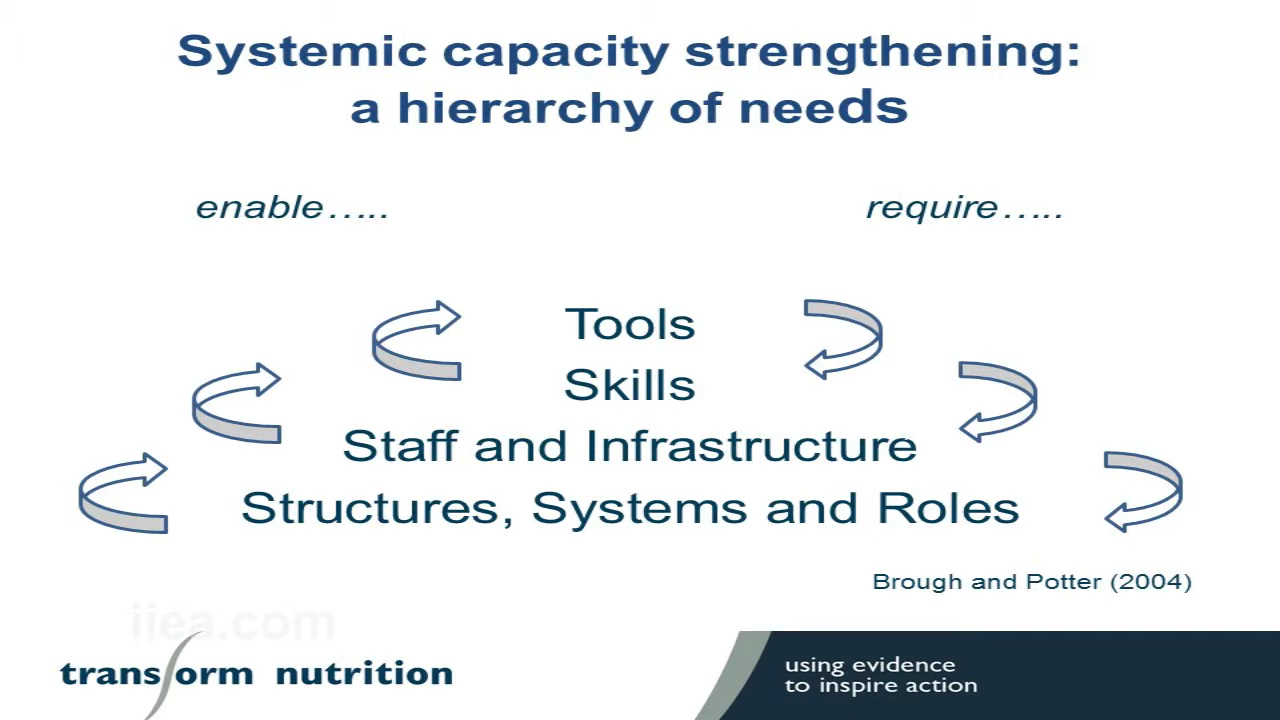 Systemic capacity strengthening:
a hierarchy of needs
enable…..
require…..
Tools
Skills
Staff and Infrastructure
Structures, Systems and Roles
Brough and Potter (2004)
iiea.com
transform nutrition
using evidence
to inspire action